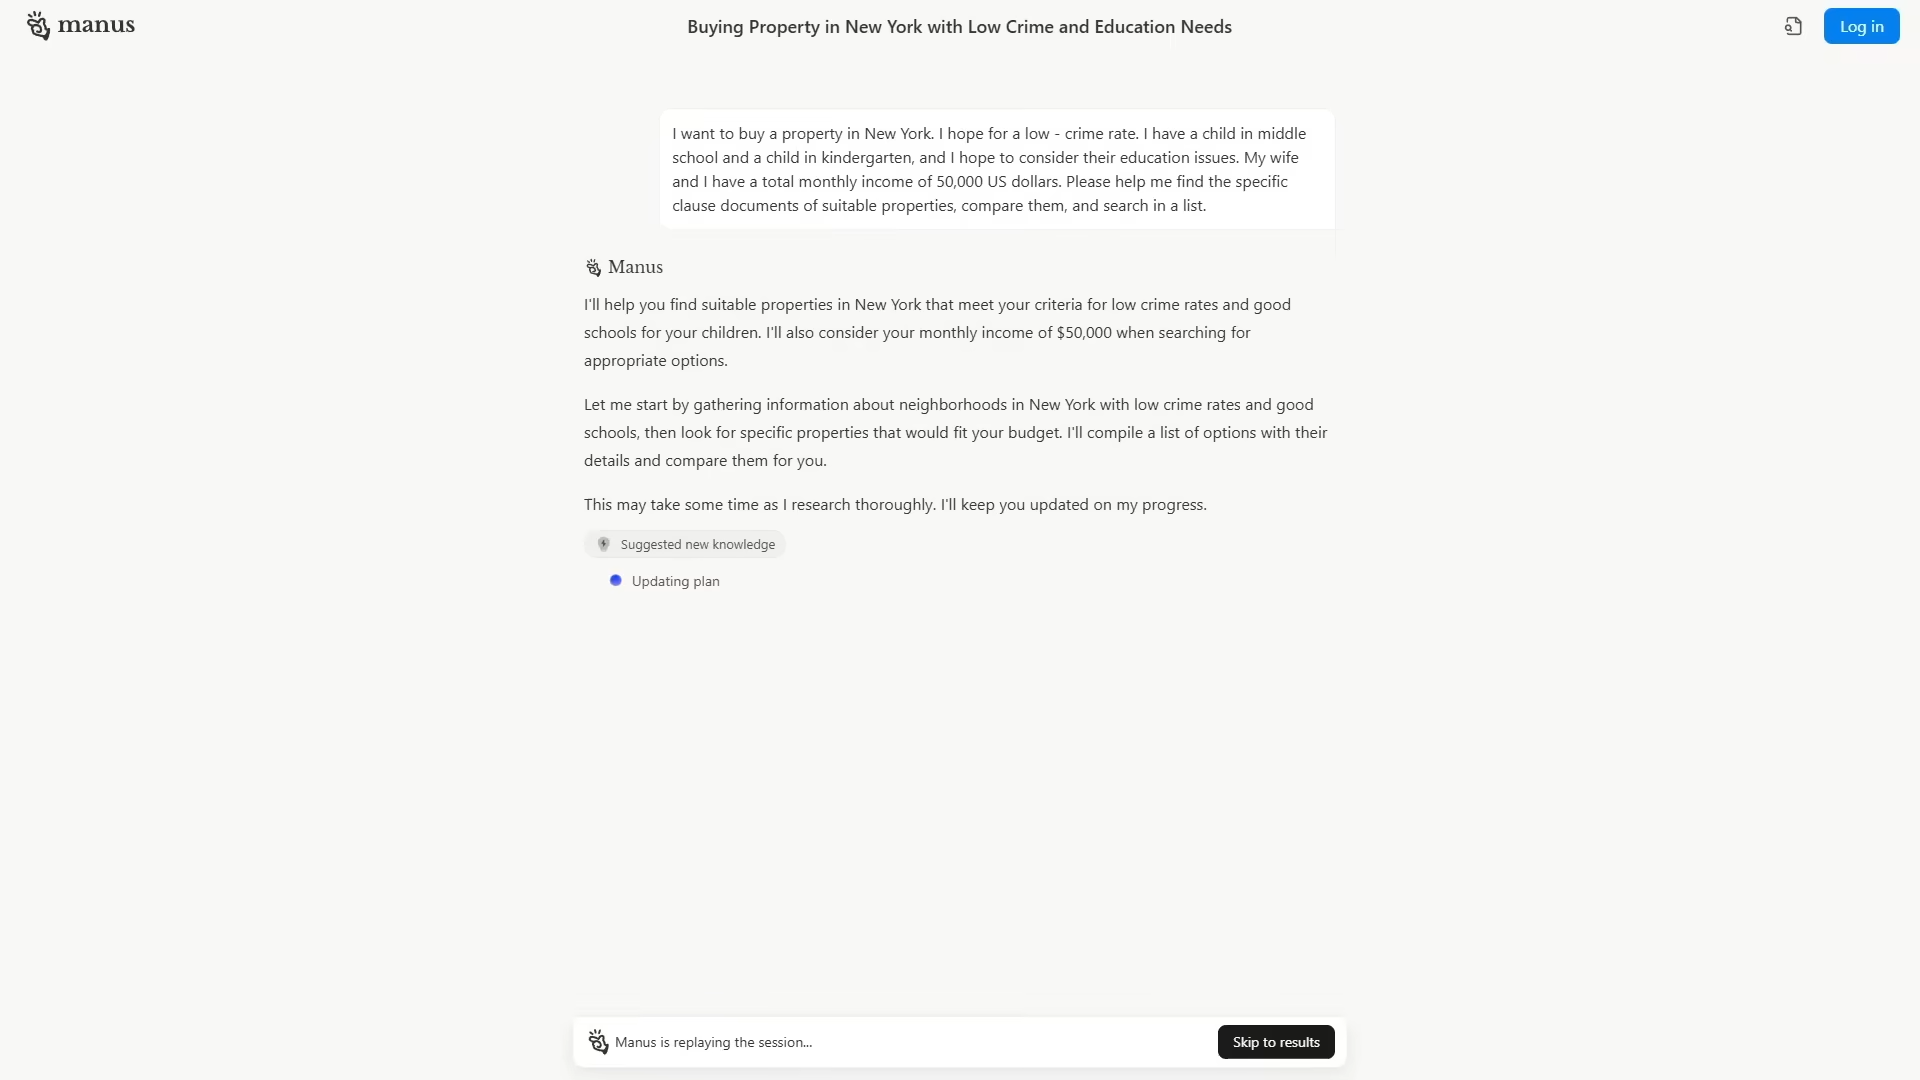 manus
Buying Property in New York with Low Crime and Education Needs
Log in
I want to buy a property in New York. I hope for a low - crime rate. I have a child in middle
school and a child in kindergarten, and I hope to consider their education issues. My wife
and I have a total monthly income of 50,000 US dollars. Please help me find the specific
clause documents of suitable properties, compare them, and search in a list.
Manus
I'll help you find suitable properties in New York that meet your criteria for low crime rates and good
schools for your children. I'll also consider your monthly income of $50,000 when searching for
appropriate options.
Let me start by gathering information about neighborhoods in New York with low crime rates and good
schools, then look for specific properties that would fit your budget. I'll compile a list of options with their
details and compare them for you.
This may take some time as I research thoroughly. I'll keep you updated on my progress.
Suggested new knowledge
Updating plan
Manus is replaying the session...
Skip to results